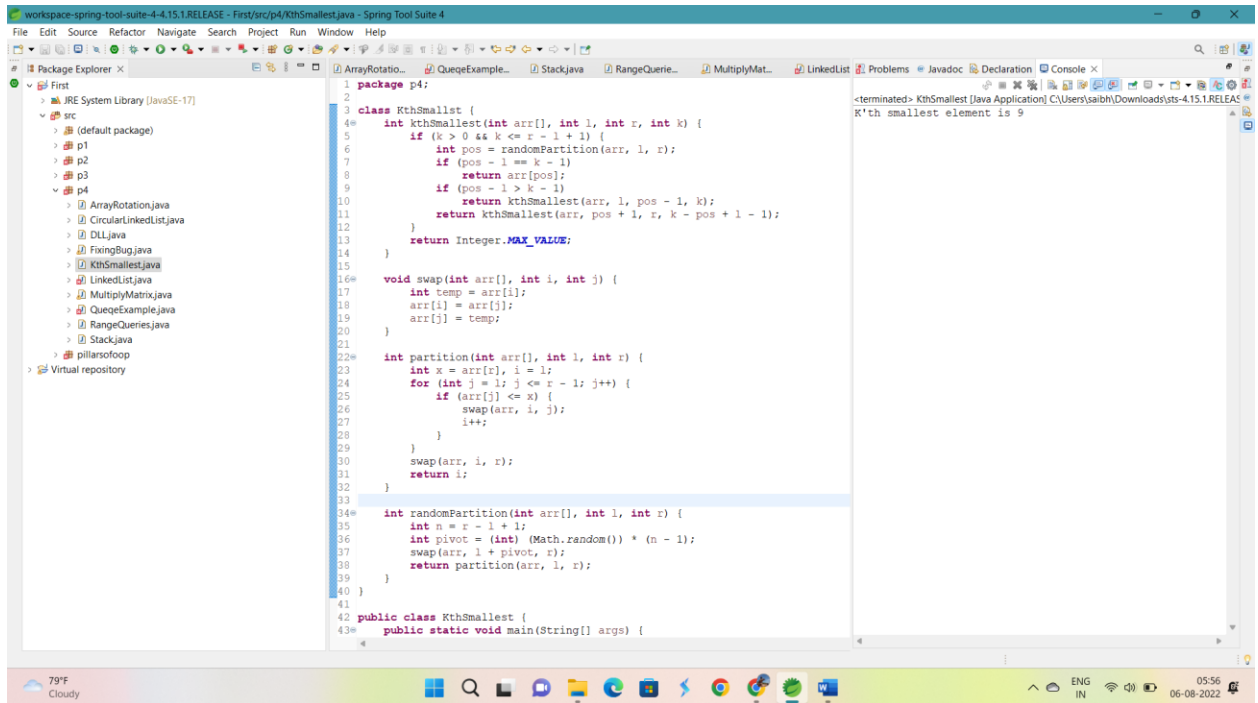 workspace-spring-tool-suite-4-4.15.1.RELEASE - First/src/p4/KthSmallest.java - Spring Tool Suite 4
File Edit Source Refactor Navigate Search Project Run Window Help
Package Explorer
First
JRE System Library [JavaSE-17]
src
(default package)
p1
p2
p3
p4
ArrayRotation.java
CircularLinkedList.java
DLL.java
FixingBug.java
KthSmallest.java
LinkedList.java
MultiplyMatrix.java
QueqeExample.java
RangeQueries.java
Stack.java
pillarsofoop
Virtual repository
ArrayRotatio... QueqeExample... Stack.java RangeQuerie... MultiplyMat... LinkedList
1 package p4;
2
3 class KthSmallst {
4 int kthSmallest(int arr[], int l, int r, int k) {
5 if (k > 0 && k <= r - l + 1) {
6 int pos = randomPartition(arr, l, r);
7 if (pos - l == k - 1)
8 return arr[pos];
9 if (pos - l > k - 1)
10 return kthSmallest(arr, l, pos - 1, k);
11 return kthSmallest(arr, pos + 1, r, k - pos + l - 1);
12 }
13 return Integer.MAX_VALUE;
14 }
15
16 void swap(int arr[], int i, int j) {
17 int temp = arr[i];
18 arr[i] = arr[j];
19 arr[j] = temp;
20 }
21
22 int partition(int arr[], int l, int r) {
23 int x = arr[r], i = l;
24 for (int j = l; j <= r - 1; j++) {
25 if (arr[j] <= x) {
26 swap(arr, i, j);
27 i++;
28 }
29 }
30 swap(arr, i, r);
31 return i;
32 }
33
34 int randomPartition(int arr[], int l, int r) {
35 int n = r - l + 1;
36 int pivot = (int) (Math.random()) * (n - 1);
37 swap(arr, l + pivot, r);
38 return partition(arr, l, r);
39 }
40 }
41
42 public class KthSmallest {
43 public static void main(String[] args) {
Problems Javadoc Declaration Console
<terminated> KthSmallest [Java Application] C:\Users\saibh\Downloads\sts-4.15.1.RELEAS
K'th smallest element is 9
79°F
Cloudy
ENG
IN
05:56
06-08-2022